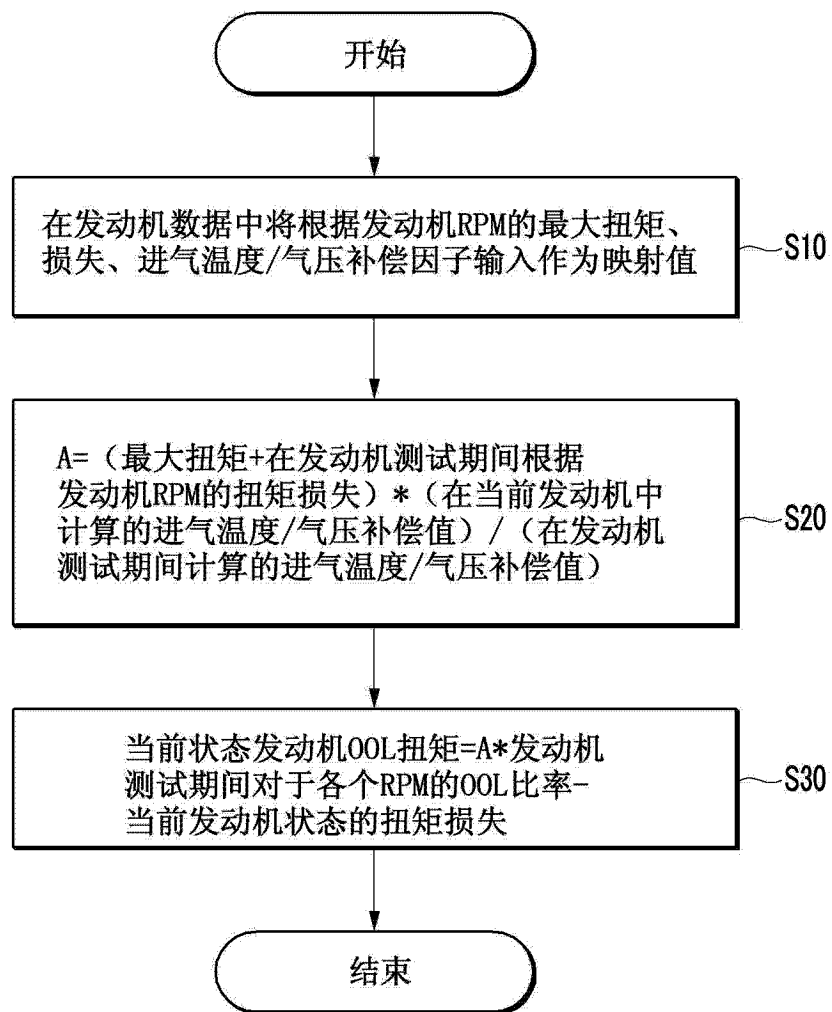 开始
在发动机数据中将根据发动机RPM的最大扭矩、
损失、进气温度/气压补偿因子输入作为映射值
S10
A=（最大扭矩+在发动机测试期间根据
发动机RPM的扭矩损失）*（在当前发动机中
计算的进气温度/气压补偿值）/（在发动机
测试期间计算的进气温度/气压补偿值）
S20
当前状态发动机OOL扭矩=A*发动机
测试期间对于各个RPM的OOL比率-
当前发动机状态的扭矩损失
S30
结束